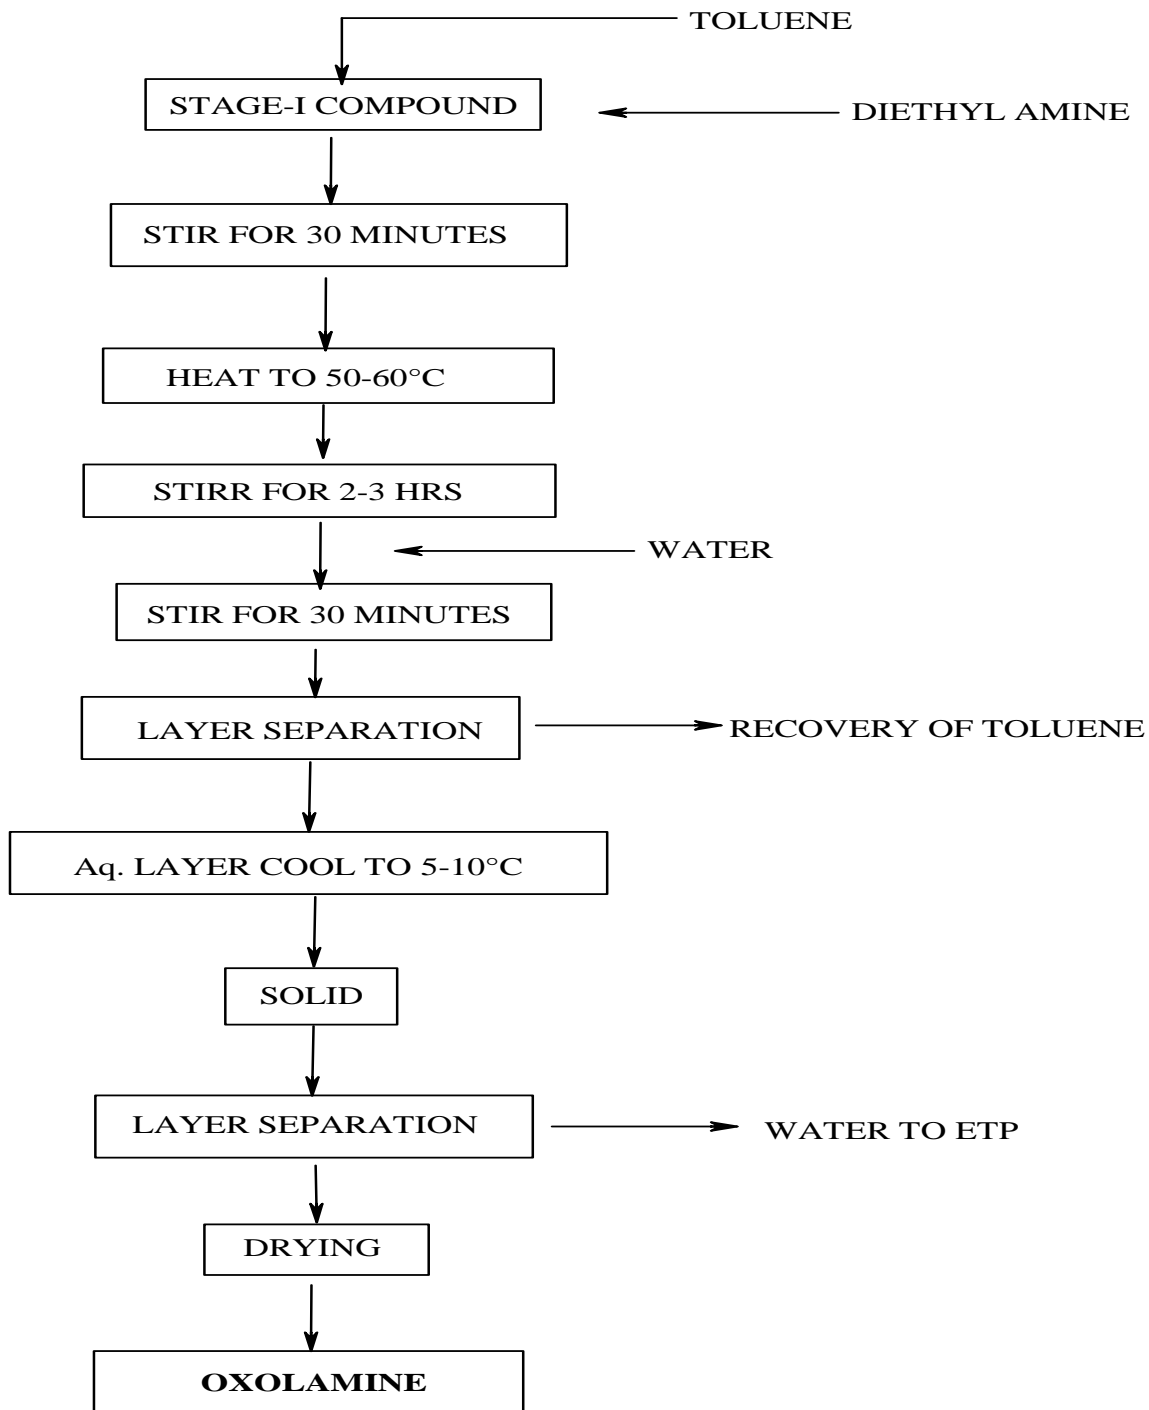 TOLUENE
STAGE-I COMPOUND
DIETHYL AMINE
STIR FOR 30 MINUTES
HEAT TO 50-60°C
STIRR FOR 2-3 HRS
WATER
STIR FOR 30 MINUTES
LAYER SEPARATION
RECOVERY OF TOLUENE
Aq. LAYER COOL TO 5-10°C
SOLID
LAYER SEPARATION
WATER TO ETP
DRYING
OXOLAMINE